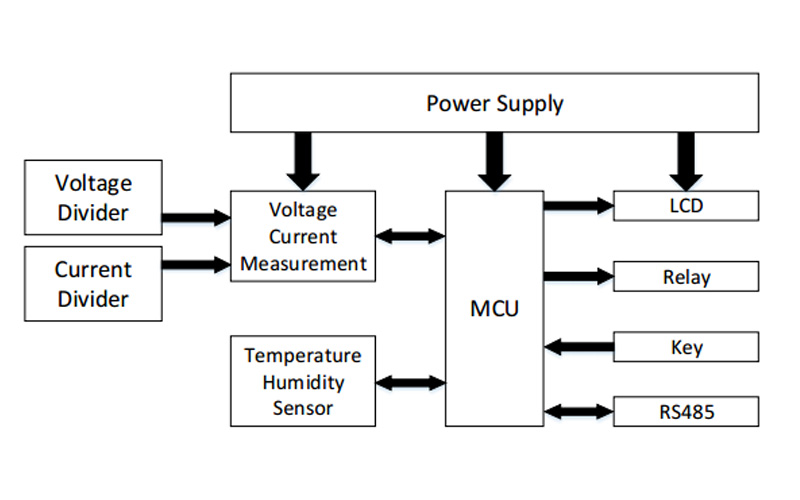 Power Supply
Voltage
Divider
Current
Divider
Voltage
Current
Measurement
Temperature
Humidity
Sensor
MCU
LCD
Relay
Key
RS485